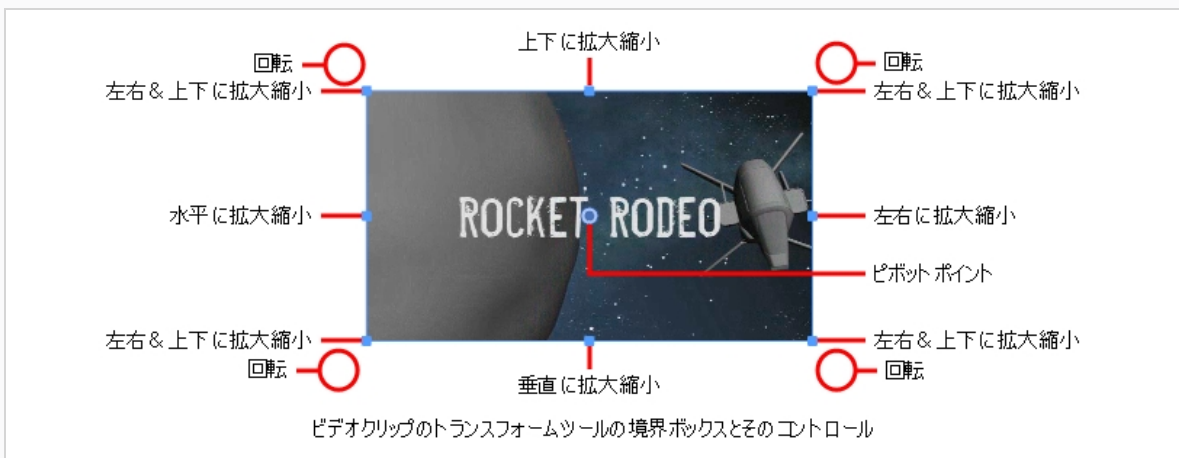 上下に拡大縮小
回転
回転
左右&上下に拡大縮小
左右&上下に拡大縮小
水平に拡大縮小
ROCKET RODEO
左右に拡大縮小
ピボット ポイント
左右&上下に拡大縮小
左右&上下に拡大縮小
回転
回転
垂直に拡大縮小
ビデオクリップのトランスフォームツールの境界ボックスとそのコントロール